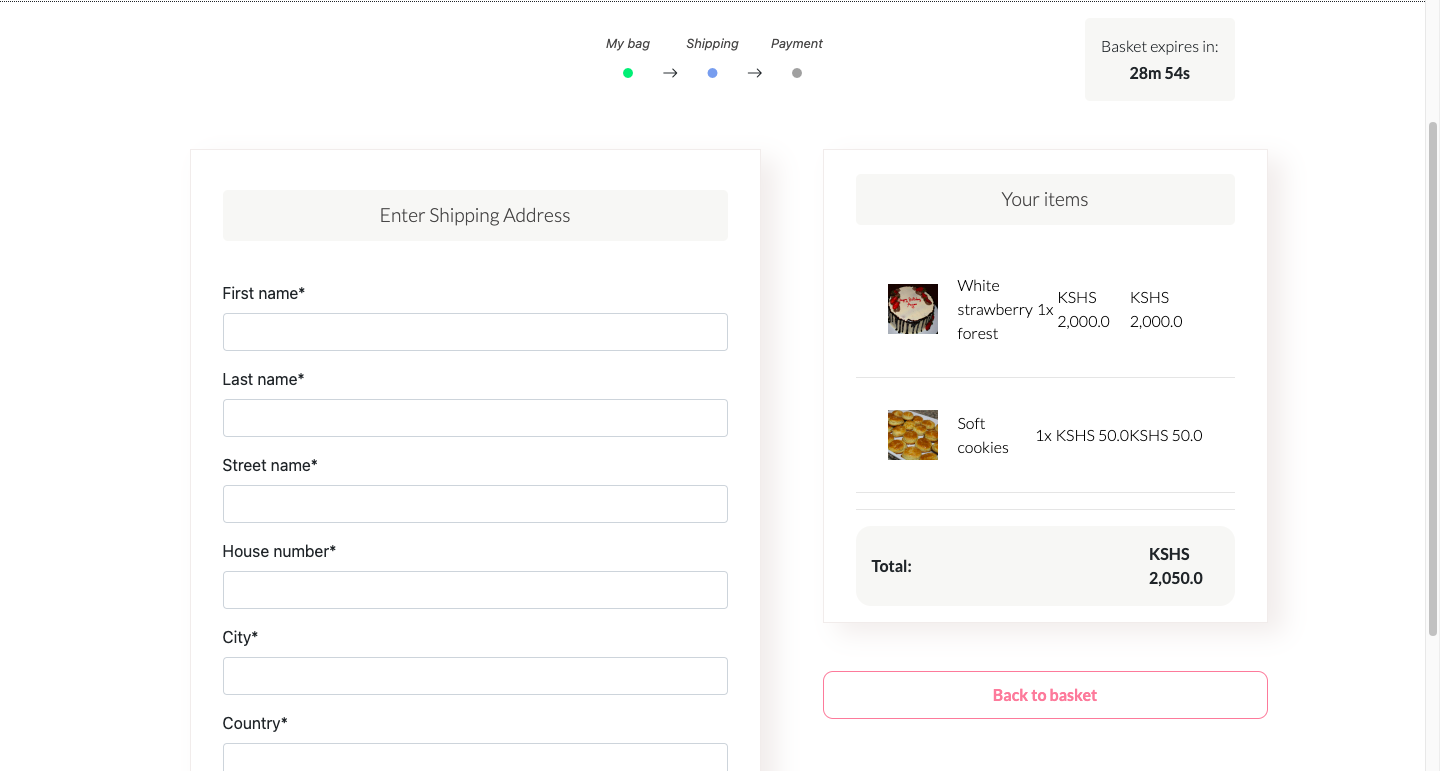 My bag Shipping Payment
Basket expires in:
28m 54s
Enter Shipping Address
First name*
Last name*
Street name*
House number*
City*
Country*
Your items
White
strawberry 1x
forest
KSHS
2,000.0
KSHS
2,000.0
Soft
cookies
1x KSHS 50.0KSHS 50.0
Total:
KSHS
2,050.0
Back to basket